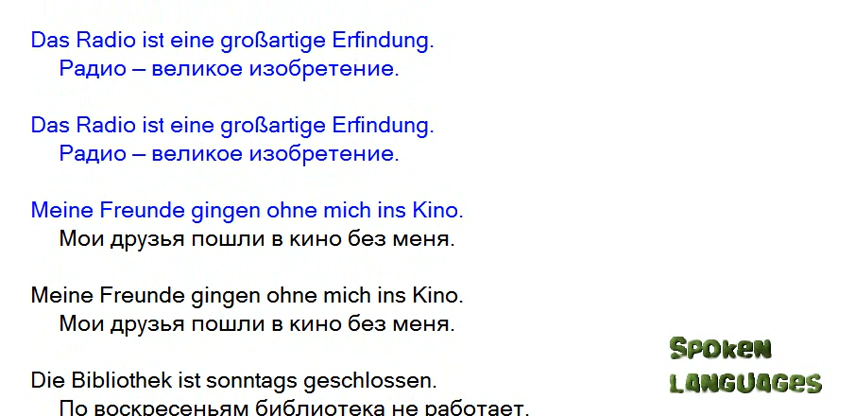 Das Radio ist eine großartige Erfindung.
Радио – великое изобретение.
Das Radio ist eine großartige Erfindung.
Радио – великое изобретение.
Meine Freunde gingen ohne mich ins Kino.
Мои друзья пошли в кино без меня.
Meine Freunde gingen ohne mich ins Kino.
Мои друзья пошли в кино без меня.
Die Bibliothek ist sonntags geschlossen.
По воскресеньям библиотека не работает.
Spoken
Languages